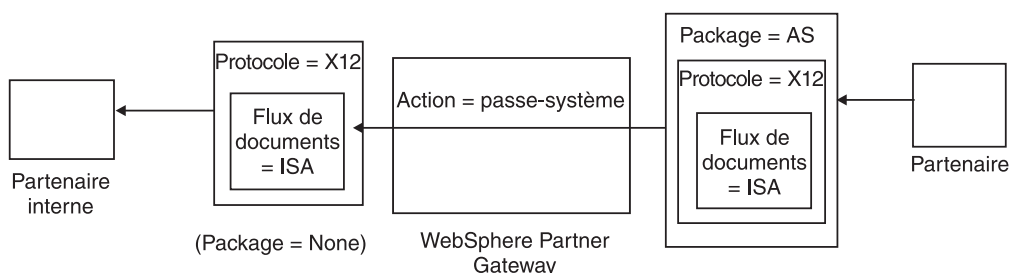 Partenaire
interne
Protocole = X12
Flux de
documents
= ISA
(Package = None)
Action = passe-système
WebSphere Partner
Gateway
Package = AS
Protocole = X12
Flux de
documents
= ISA
Partenaire